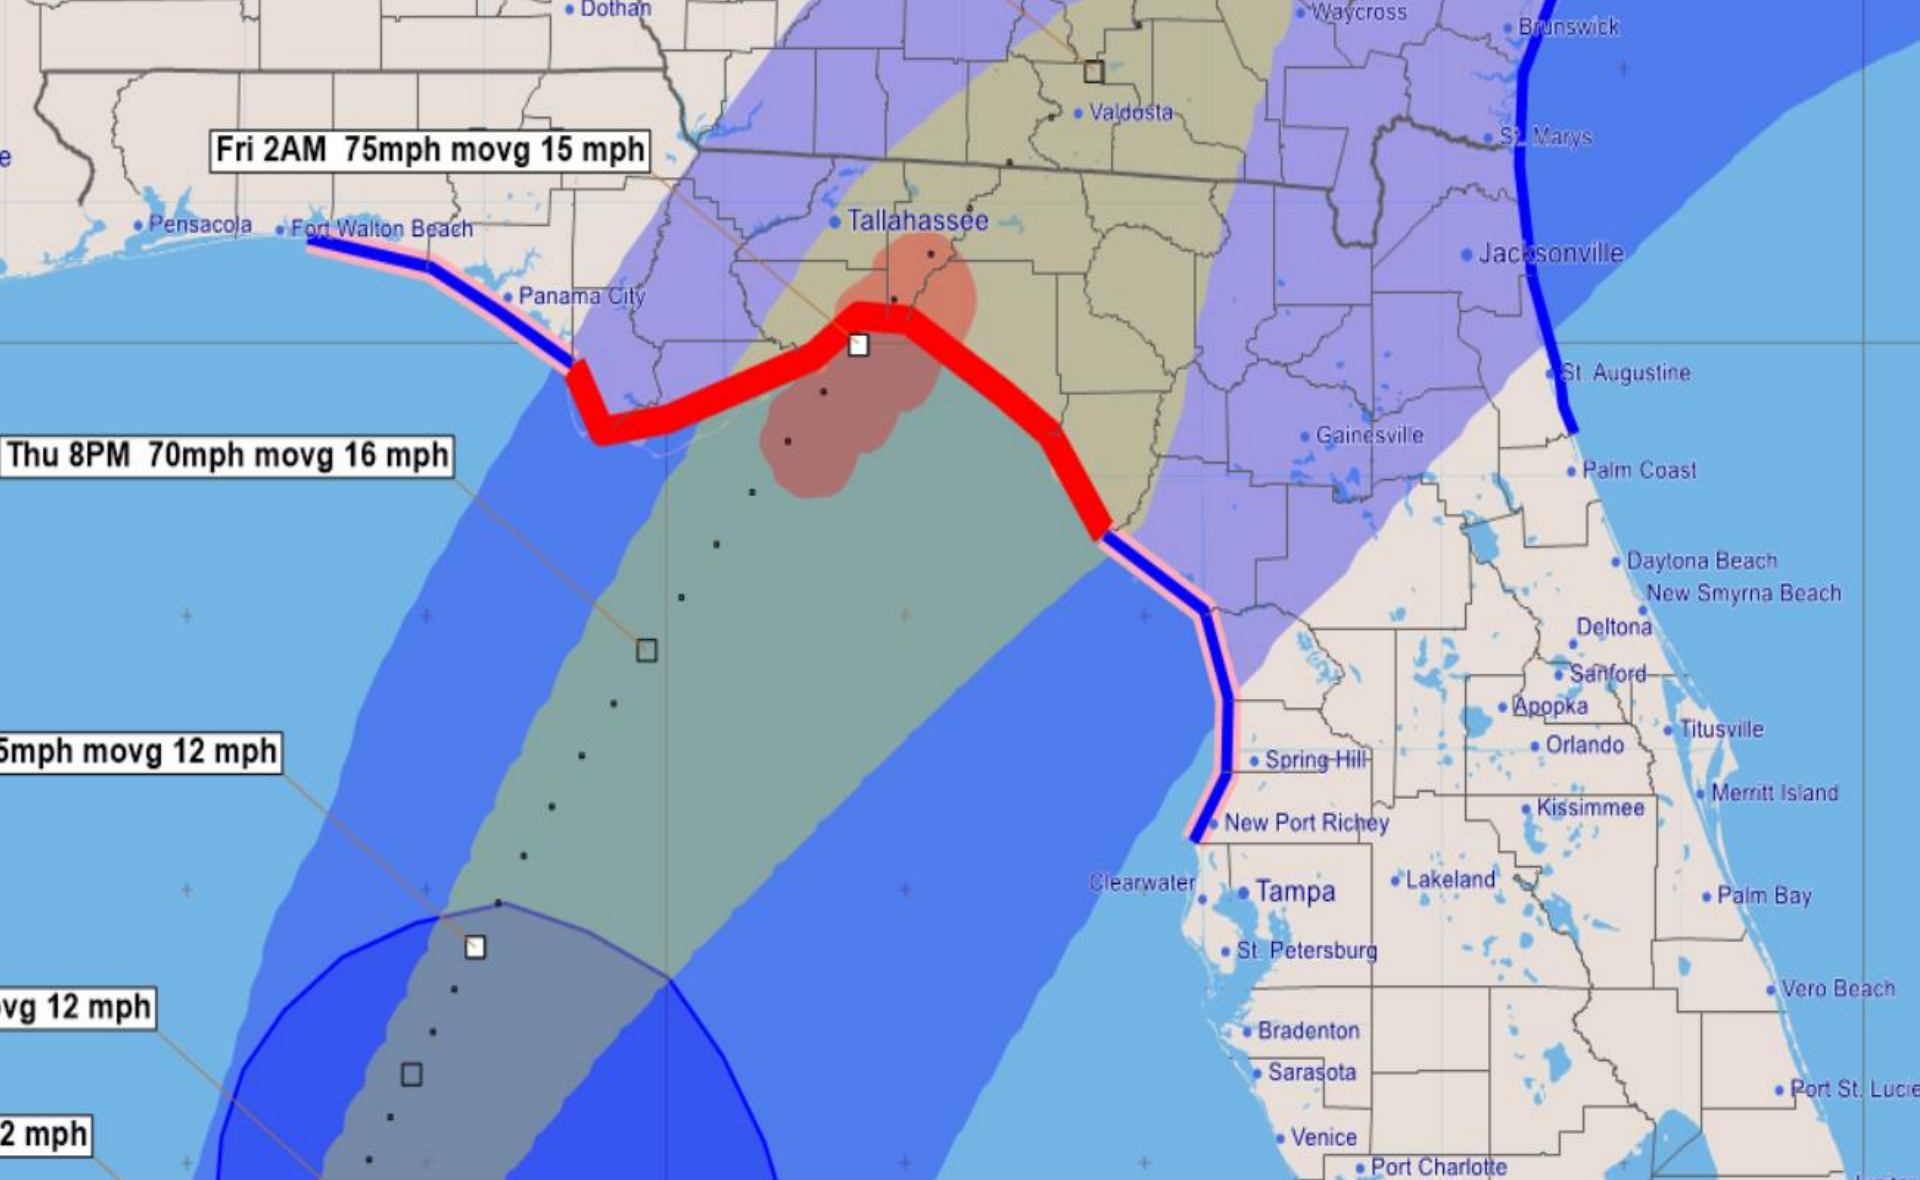 Dothan
Waycross
Brunswick
Valdosta
St. Marys
Fri 2AM 75mph movg 15 mph
e
Pensacola
Fort Walton Beach
Tallahassee
Jacksonville
Panama City
St. Augustine
Thu 8PM 70mph movg 16 mph
Gainesville
Palm Coast
Daytona Beach
New Smyrna Beach
Deltona
Sanford
Apopka
Titusville
5mph movg 12 mph
Orlando
Spring Hill
Merritt Island
Kissimmee
New Port Richey
Clearwater
Tampa
Lakeland
Palm Bay
St. Petersburg
Vero Beach
ovg 12 mph
Bradenton
Sarasota
Port St. Lucie
2 mph
Venice
Port Charlotte